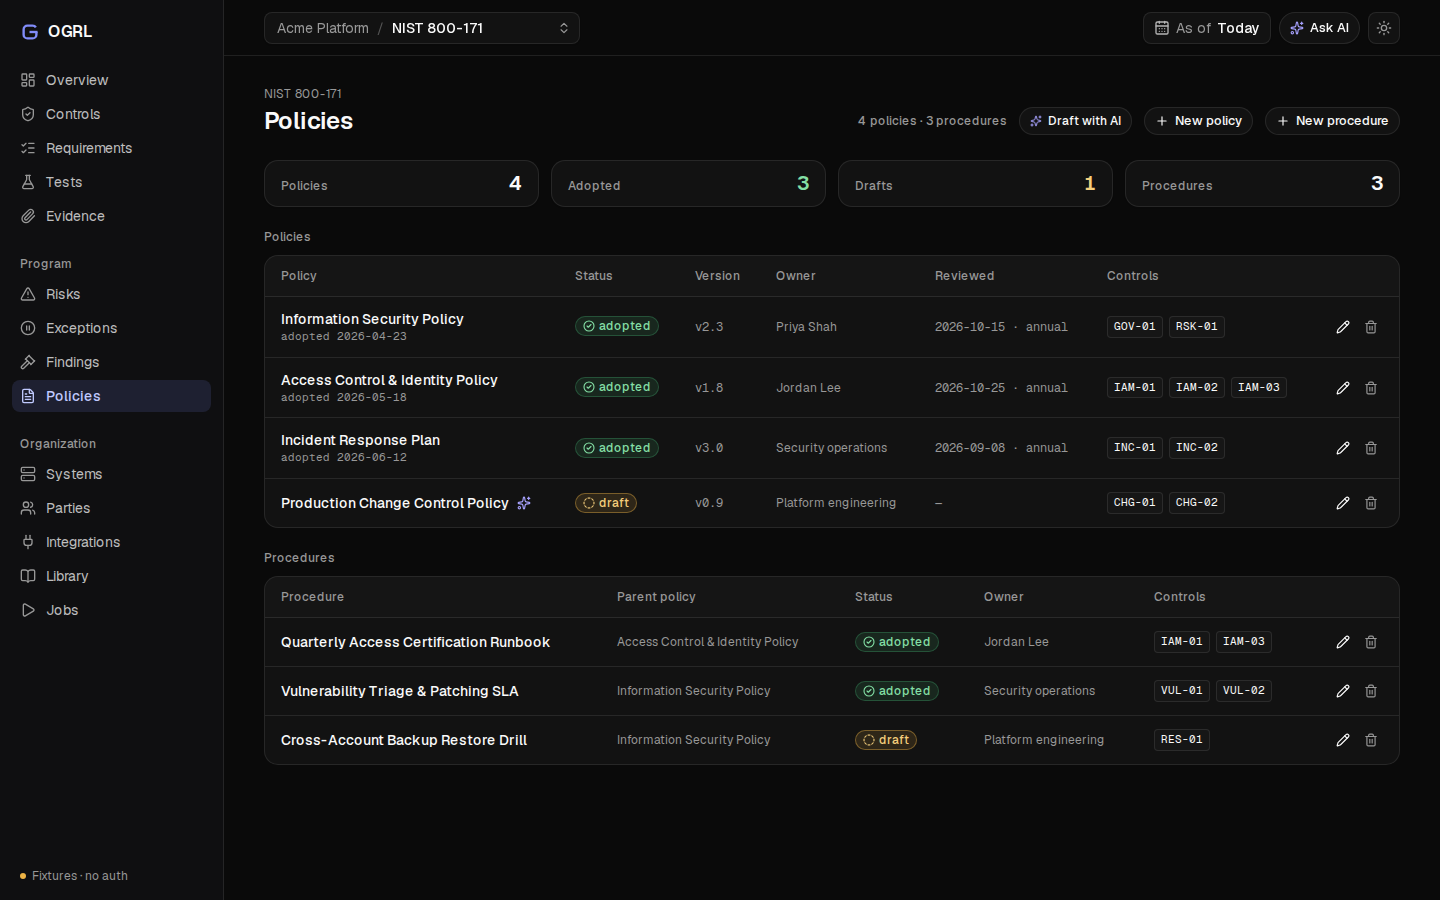 OGRL
Overview
Controls
Requirements
Tests
Evidence
Program
Risks
Exceptions
Findings
Policies
Organization
Systems
Parties
Integrations
Library
Jobs
Fixtures · no auth
Acme Platform / NIST 800-171
As of Today
Ask AI
NIST 800-171
Policies
4 policies · 3 procedures
Draft with AI
New policy
New procedure
Policies 4
Adopted 3
Drafts 1
Procedures 3
Policies
Policy Status Version Owner Reviewed Controls
Information Security Policy adopted v2.3 Priya Shah 2026-10-15 · annual GOV-01 RSK-01
adopted 2026-04-23
Access Control & Identity Policy adopted v1.8 Jordan Lee 2026-10-25 · annual IAM-01 IAM-02 IAM-03
adopted 2026-05-18
Incident Response Plan adopted v3.0 Security operations 2026-09-08 · annual INC-01 INC-02
adopted 2026-06-12
Production Change Control Policy draft v0.9 Platform engineering — CHG-01 CHG-02
Procedures
Procedure Parent policy Status Owner Controls
Quarterly Access Certification Runbook Access Control & Identity Policy adopted Jordan Lee IAM-01 IAM-03
Vulnerability Triage & Patching SLA Information Security Policy adopted Security operations VUL-01 VUL-02
Cross-Account Backup Restore Drill Information Security Policy draft Platform engineering RES-01